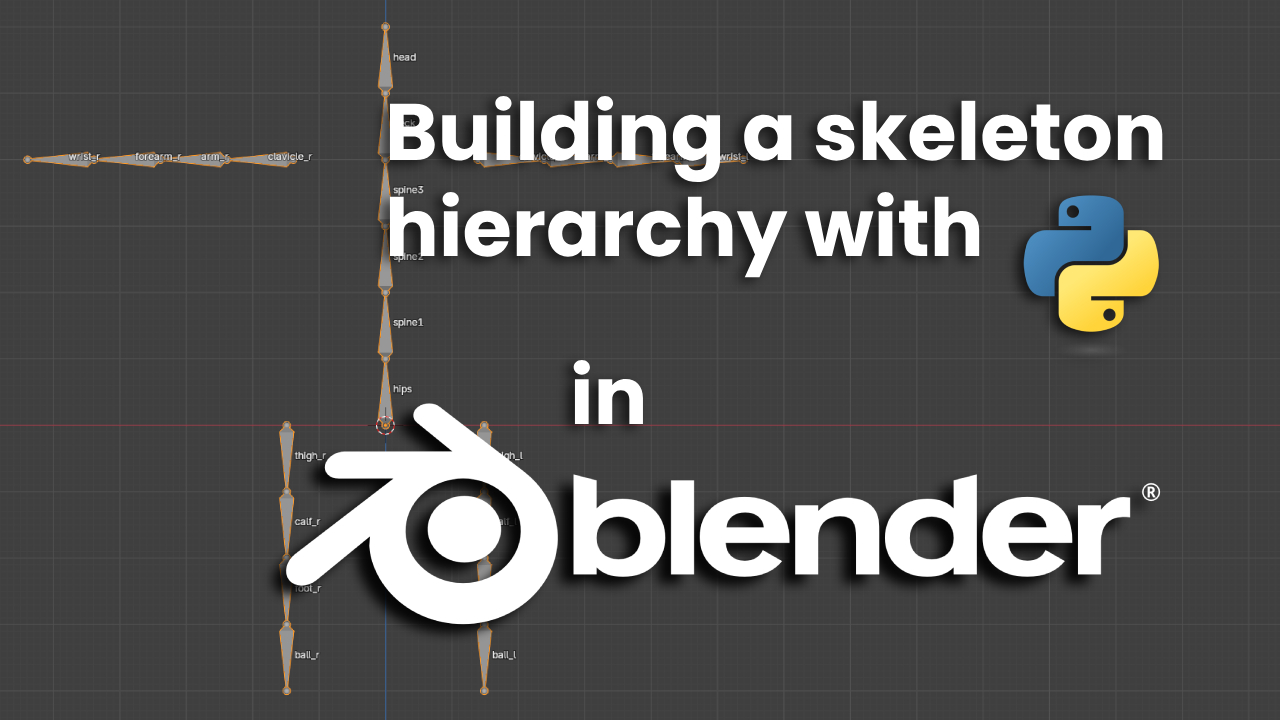 head
Building a skeleton
wrist_r forearm_r arm_r clavicle_r
spine3
hierarchy with
spine2
spine1
in
hips
thigh_r
blender®
calf_r
foot_r
ball_r ball_l